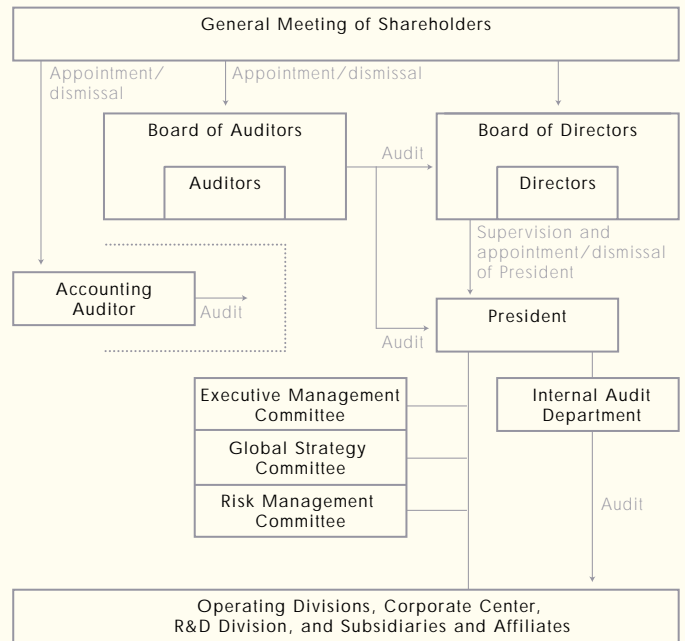 General Meeting of Shareholders
Appointment/
dismissal
Appointment/dismissal
Board of Auditors
Auditors
Audit
Board of Directors
Directors
Supervision and
appointment/dismissal
of President
Accounting
Auditor
Audit
Audit
President
Executive Management
Committee
Global Strategy
Committee
Risk Management
Committee
Internal Audit
Department
Audit
Operating Divisions, Corporate Center,
R&D Division, and Subsidiaries and Affiliates